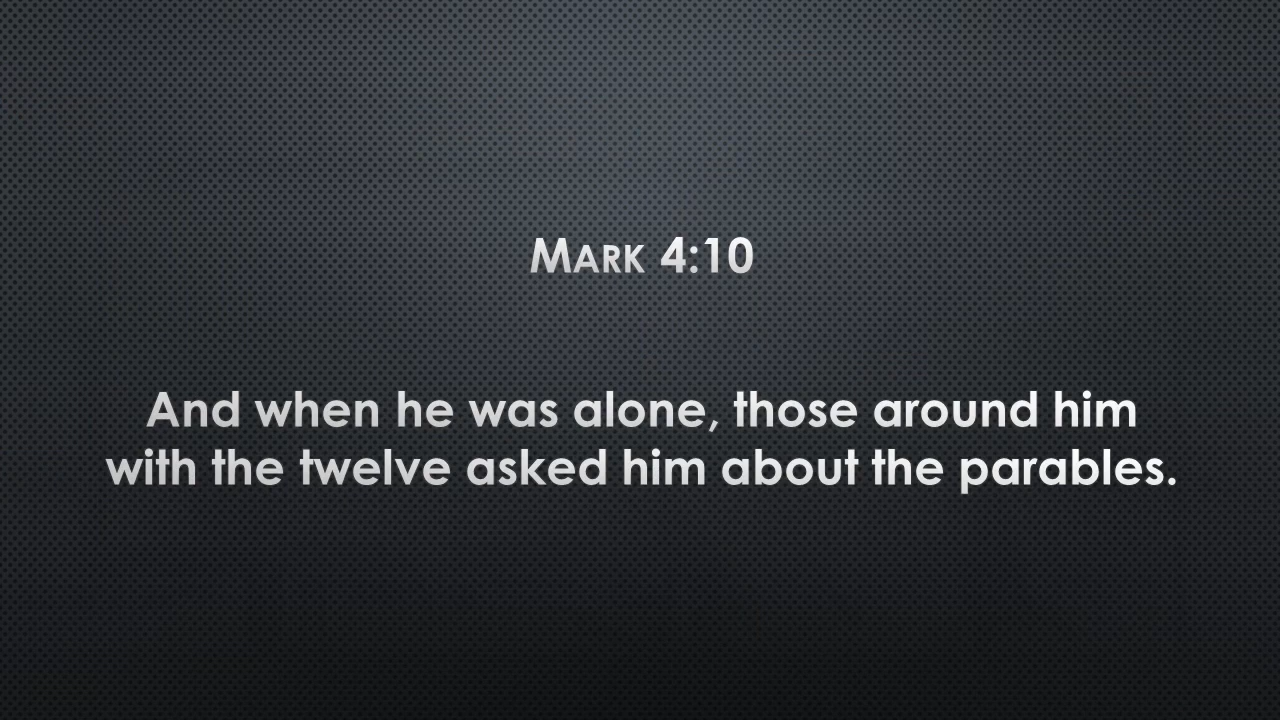 Mark 4:10
And when he was alone, those around him
with the twelve asked him about the parables.